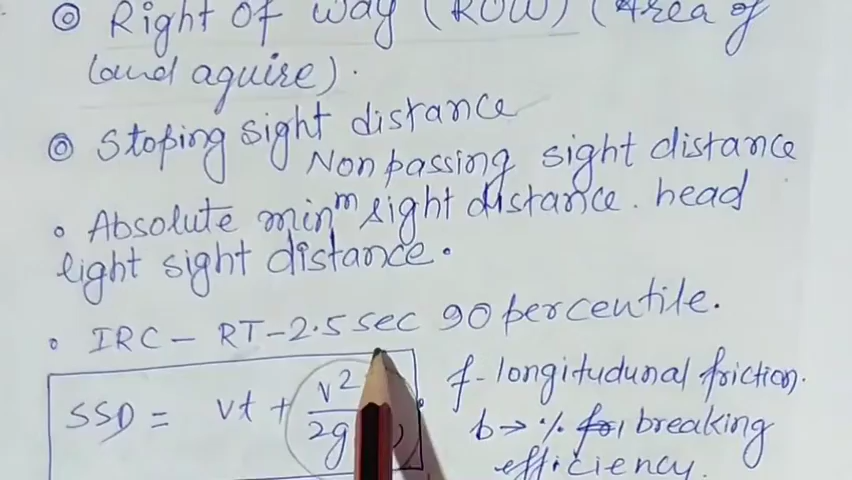 ◎ Right Of Way (ROW) (Area of
land aquire).
◎ Stoping sight distance
Non passing sight distance
• Absolute minᵐ sight distance. head
light sight distance.
• IRC - RT - 2.5 sec 90 percentile.
SSD = vt + v²/2g
f - longitudunal friction.
b → % breaking
efficiency.